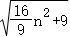 √(16/9 n² + 9)